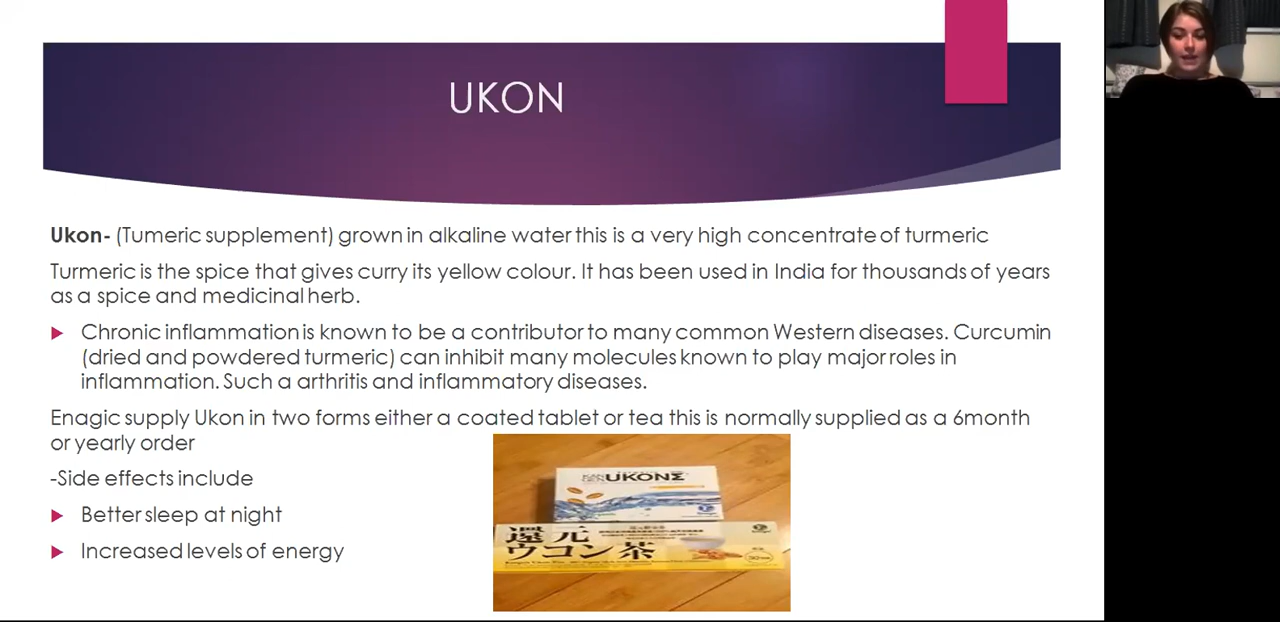 UKON
Ukon- (Tumeric supplement) grown in alkaline water this is a very high concentrate of turmeric
Turmeric is the spice that gives curry its yellow colour. It has been used in India for thousands of years
as a spice and medicinal herb.
Chronic inflammation is known to be a contributor to many common Western diseases. Curcumin
(dried and powdered turmeric) can inhibit many molecules known to play major roles in
inflammation. Such a arthritis and inflammatory diseases.
Enagic supply Ukon in two forms either a coated tablet or tea this is normally supplied as a 6month
or yearly order
-Side effects include
Better sleep at night
Increased levels of energy
UKONΣ
還元
ウコン茶